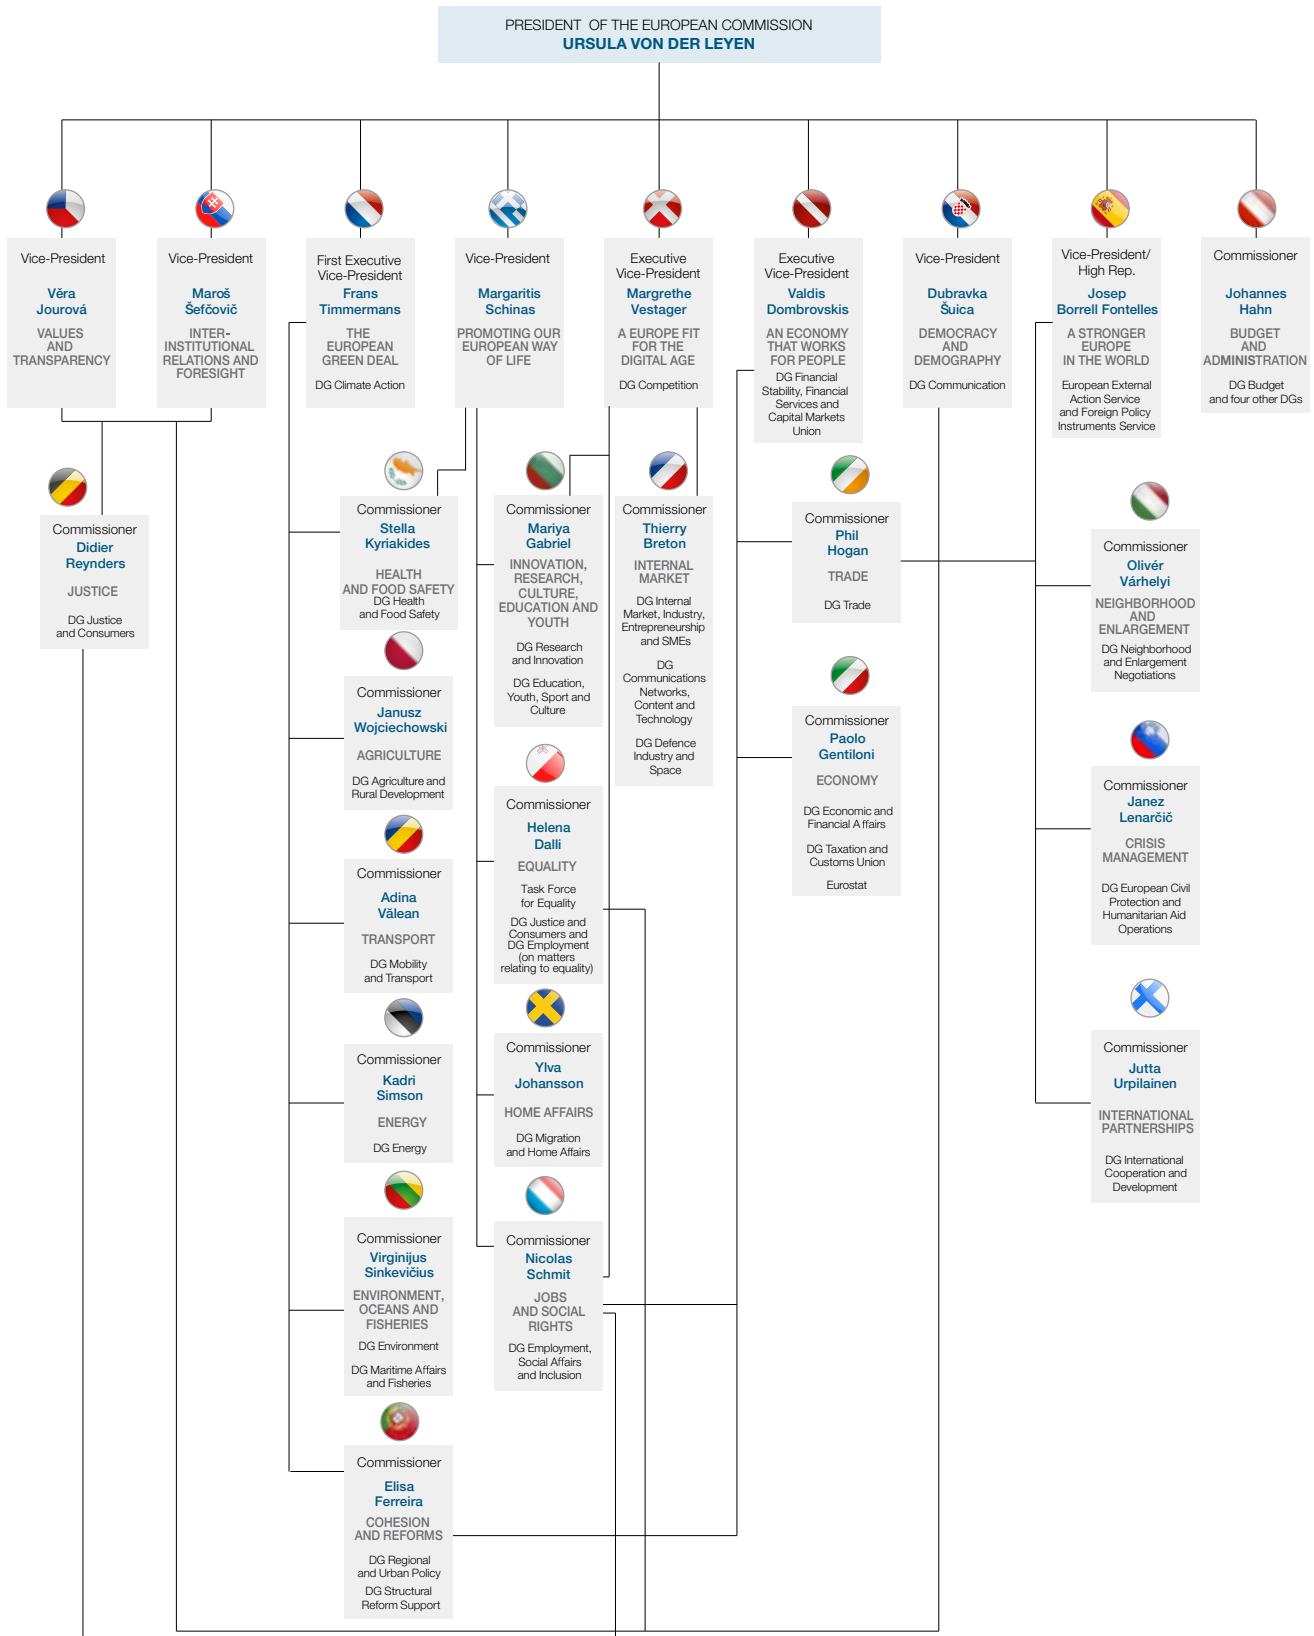 PRESIDENT OF THE EUROPEAN COMMISSION
URSULA VON DER LEYEN
Vice-President
Věra
Jourová
VALUES
AND
TRANSPARENCY
Vice-President
Maroš
Šefčovič
INTER-
INSTITUTIONAL
RELATIONS AND
FORESIGHT
First Executive
Vice-President
Frans
Timmermans
THE
EUROPEAN
GREEN DEAL
DG Climate Action
Vice-President
Margaritis
Schinas
PROMOTING OUR
EUROPEAN WAY
OF LIFE
Executive
Vice-President
Margrethe
Vestager
A EUROPE FIT
FOR THE
DIGITAL AGE
DG Competition
Executive
Vice-President
Valdis
Dombrovskis
AN ECONOMY
THAT WORKS
FOR PEOPLE
DG Financial
Stability, Financial
Services and
Capital Markets
Union
Vice-President
Dubravka
Šuica
DEMOCRACY
AND
DEMOGRAPHY
DG Communication
Vice-President/
High Rep.
Josep
Borrell Fontelles
A STRONGER
EUROPE
IN THE WORLD
European External
Action Service
and Foreign Policy
Instruments Service
Commissioner
Johannes
Hahn
BUDGET
AND
ADMINISTRATION
DG Budget
and four other DGs
Commissioner
Didier
Reynders
JUSTICE
DG Justice
and Consumers
Commissioner
Stella
Kyriakides
HEALTH
AND FOOD SAFETY
DG Health
and Food Safety
Commissioner
Janusz
Wojciechowski
AGRICULTURE
DG Agriculture and
Rural Development
Commissioner
Adina
Vălean
TRANSPORT
DG Mobility
and Transport
Commissioner
Kadri
Simson
ENERGY
DG Energy
Commissioner
Virginijus
Sinkevičius
ENVIRONMENT,
OCEANS AND
FISHERIES
DG Environment
DG Maritime Affairs
and Fisheries
Commissioner
Elisa
Ferreira
COHESION
AND REFORMS
DG Regional
and Urban Policy
DG Structural
Reform Support
Commissioner
Mariya
Gabriel
INNOVATION,
RESEARCH,
CULTURE,
EDUCATION AND
YOUTH
DG Research
and Innovation
DG Education,
Youth, Sport and
Culture
Commissioner
Helena
Dalli
EQUALITY
Task Force
for Equality
DG Justice and
Consumers and
DG Employment
(on matters
relating to equality)
Commissioner
Ylva
Johansson
HOME AFFAIRS
DG Migration
and Home Affairs
Commissioner
Nicolas
Schmit
JOBS
AND SOCIAL
RIGHTS
DG Employment,
Social Affairs
and Inclusion
Commissioner
Thierry
Breton
INTERNAL
MARKET
DG Internal
Market, Industry,
Entrepreneurship
and SMEs
DG
Communications
Networks,
Content and
Technology
DG Defence
Industry and
Space
Commissioner
Phil
Hogan
TRADE
DG Trade
Commissioner
Paolo
Gentiloni
ECONOMY
DG Economic and
Financial Affairs
DG Taxation and
Customs Union
Eurostat
Commissioner
Olivér
Várhelyi
NEIGHBORHOOD
AND
ENLARGEMENT
DG Neighborhood
and Enlargement
Negotiations
Commissioner
Janez
Lenarčič
CRISIS
MANAGEMENT
DG European Civil
Protection and
Humanitarian Aid
Operations
Commissioner
Jutta
Urpilainen
INTERNATIONAL
PARTNERSHIPS
DG International
Cooperation and
Development